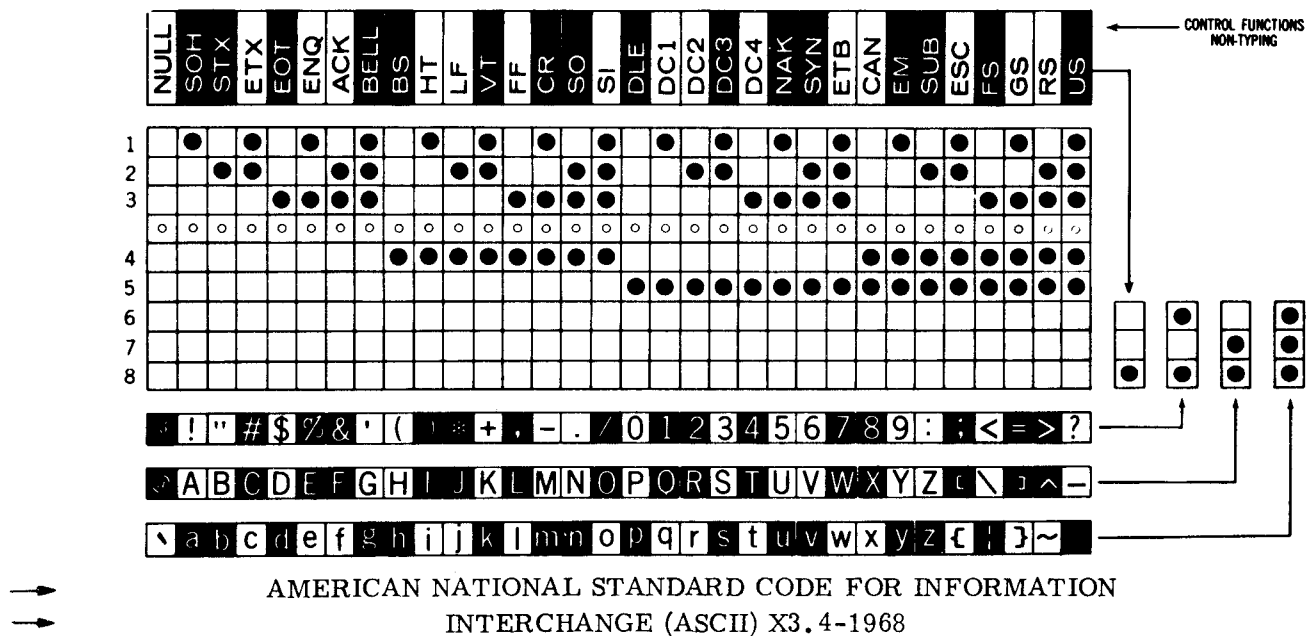 CONTROL FUNCTIONS
NON-TYPING
NULL SOH STX ETX EOT ENQ ACK BELL BS HT LF VT FF CR SO SI DLE DC1 DC2 DC3 DC4 NAK SYN ETB CAN EM SUB ESC FS GS RS US
1
2
3
4
5
6
7
8
! " # $ % & ' ( ) * + , - . / 0 1 2 3 4 5 6 7 8 9 : ; < = > ?
A B C D E F G H I J K L M N O P Q R S T U V W X Y Z [ \ ] ^ —
` a b c d e f g h i j k l m n o p q r s t u v w x y z { ¦ } ~
AMERICAN NATIONAL STANDARD CODE FOR INFORMATION
INTERCHANGE (ASCII) X3.4-1968